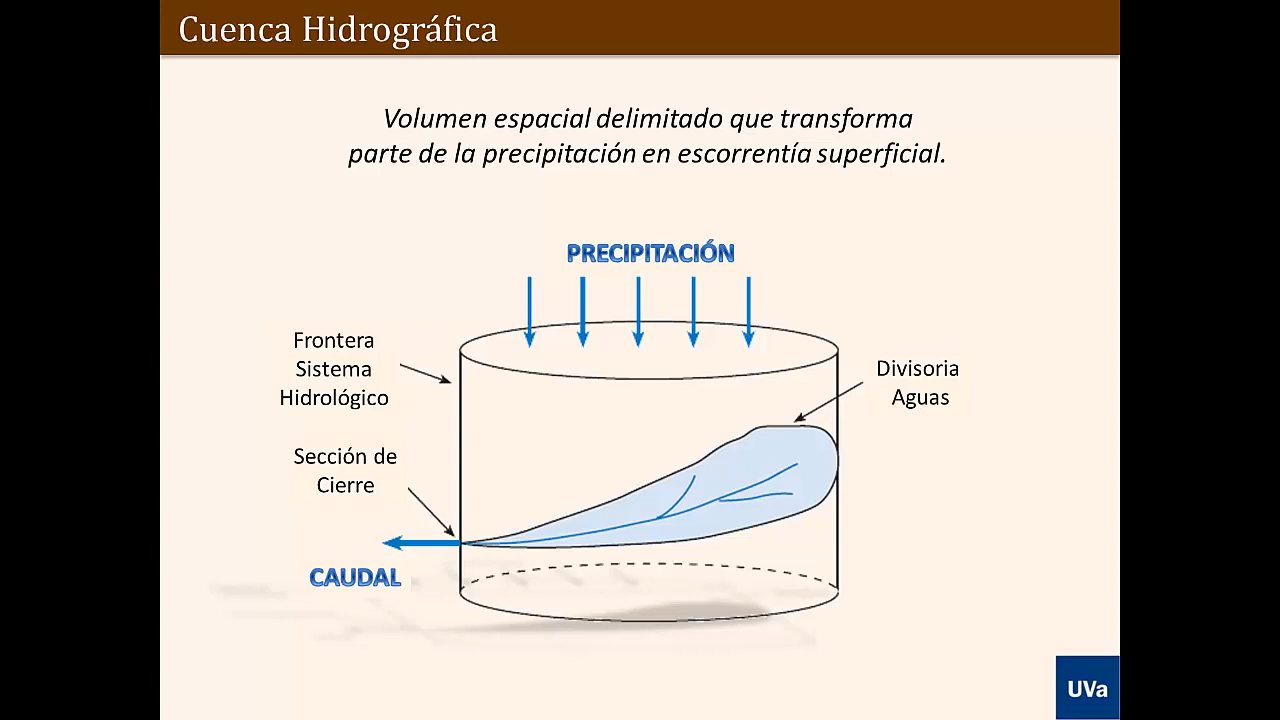 Cuenca Hidrográfica
Volumen espacial delimitado que transforma
parte de la precipitación en escorrentía superficial.
PRECIPITACIÓN
Frontera
Sistema
Hidrológico
Divisoria
Aguas
Sección de
Cierre
CAUDAL
UVa